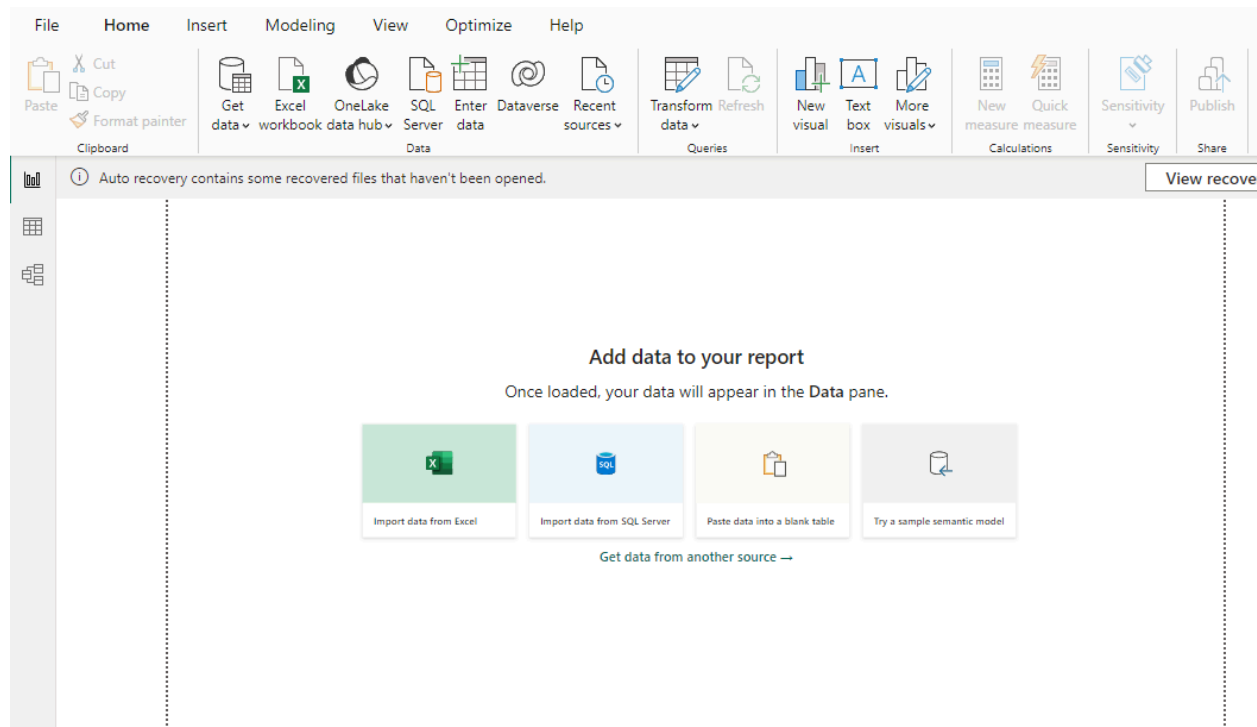 File Home Insert Modeling View Optimize Help
Paste
Cut
Copy
Format painter
Clipboard
Get data
Excel workbook
OneLake data hub
SQL Server
Enter data
Dataverse
Recent sources
Data
Transform data
Refresh
Queries
New visual
Text box
A
More visuals
Insert
New measure
Quick measure
Calculations
Sensitivity
Sensitivity
Publish
Share
Auto recovery contains some recovered files that haven't been opened.
View recove
Add data to your report
Once loaded, your data will appear in the Data pane.
X
SQL
Import data from Excel
Import data from SQL Server
Paste data into a blank table
Try a sample semantic model
Get data from another source →